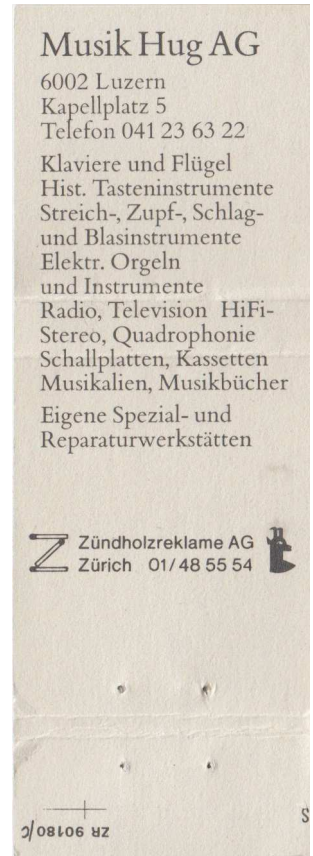 Musik Hug AG
6002 Luzern
Kapellplatz 5
Telefon 041 23 63 22
Klaviere und Flügel
Hist. Tasteninstrumente
Streich-, Zupf-, Schlag-
und Blasinstrumente
Elektr. Orgeln
und Instrumente
Radio, Television HiFi-
Stereo, Quadrophonie
Schallplatten, Kassetten
Musikalien, Musikbücher
Eigene Spezial- und
Reparaturwerkstätten
Zündholzreklame AG
Zürich 01/48 55 54
S
ZR 90180/C